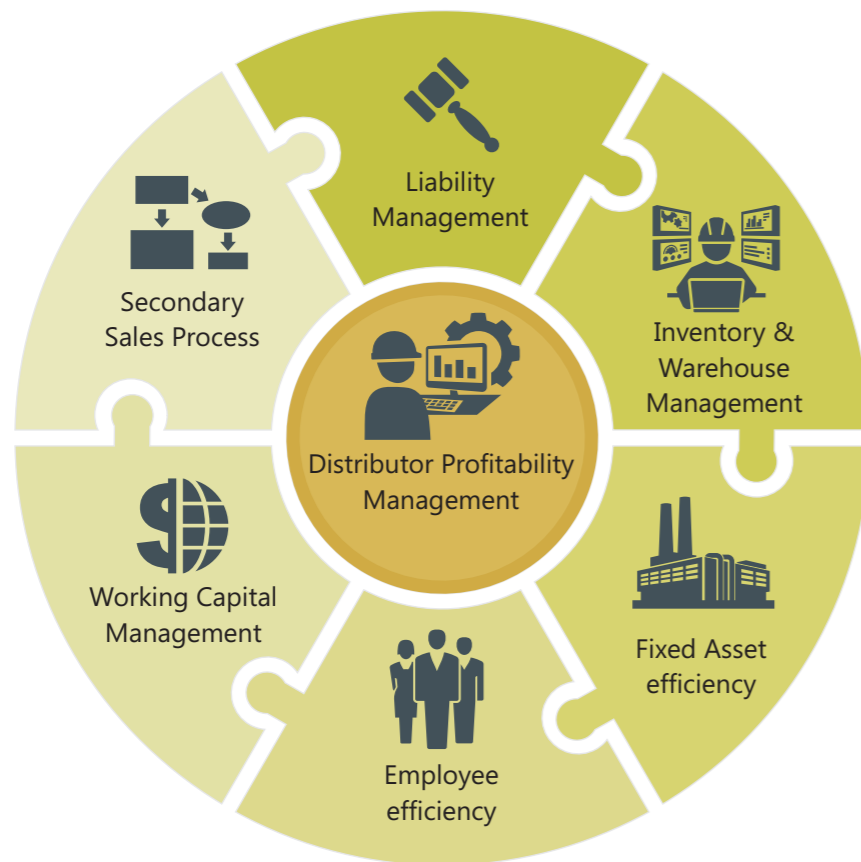 Liability
Management
Inventory &
Warehouse
Management
Fixed Asset
efficiency
Employee
efficiency
Working Capital
Management
Secondary
Sales Process
Distributor Profitability
Management